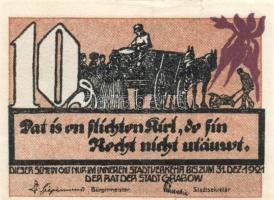 10
Dat is en slichten Kirl, de sin
Recht nicht utäuwt.
DIESER SCHEIN GILT NUR IM INNEREN STADTVERKEHR BIS ZUM 31. DEZ. 1921
DER RAT DER STADT GRABOW
Bürgermeister Stadtsekretär